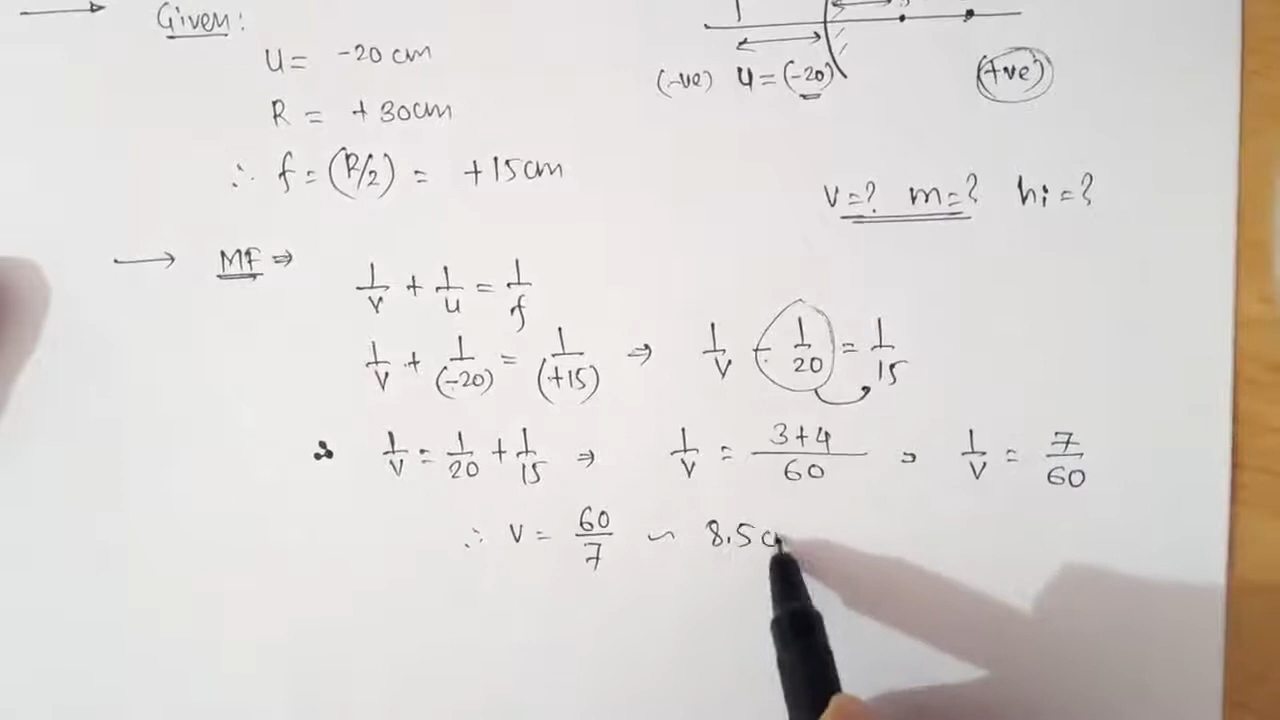 Given:
u = -20 cm
R = +30cm
∴ f = (R/2) = +15cm
(-ve) u = (-20)
(+ve)
v=? m=? hi=?
→ MF ⇒
1/v + 1/u = 1/f
1/v + 1/(-20) = 1/(+15) ⇒ 1/v - 1/20 = 1/15
∴ 1/v = 1/20 + 1/15 ⇒ 1/v = 3+4/60 ⇒ 1/v = 7/60
∴ v = 60/7 ∽ 8.5c